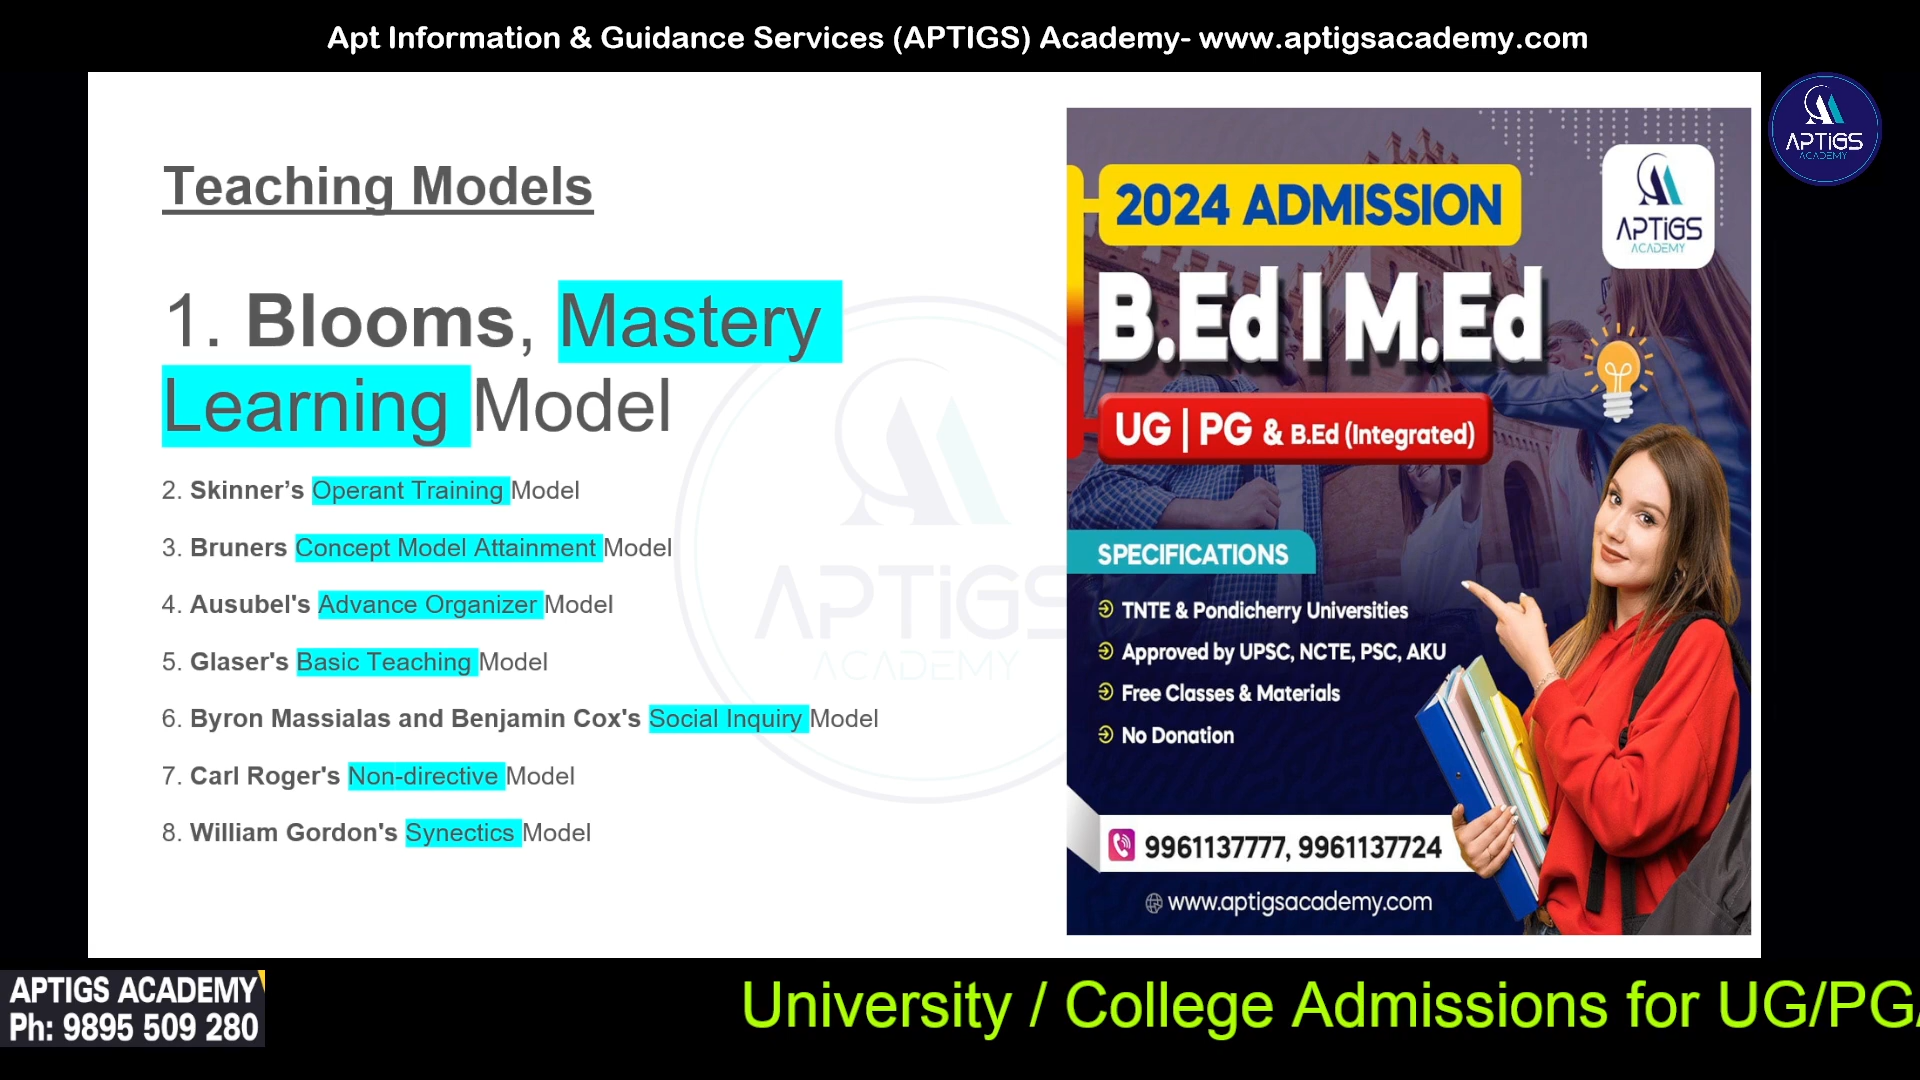 Apt Information & Guidance Services (APTIGS) Academy- www.aptigsacademy.com
APTiGS
ACADEMY
Teaching Models
1. Blooms, Mastery
Learning Model
2. Skinner’s Operant Training Model
3. Bruners Concept Model Attainment Model
4. Ausubel's Advance Organizer Model
5. Glaser's Basic Teaching Model
6. Byron Massialas and Benjamin Cox's Social Inquiry Model
7. Carl Roger's Non-directive Model
8. William Gordon's Synectics Model
APTiGS
ACADEMY
2024 ADMISSION
APTiGS
ACADEMY
B.Ed I M.Ed
UG | PG & B.Ed (Integrated)
SPECIFICATIONS
TNTE & Pondicherry Universities
Approved by UPSC, NCTE, PSC, AKU
Free Classes & Materials
No Donation
9961137777, 9961137724
www.aptigsacademy.com
APTIGS ACADEMY
Ph: 9895 509 280
University / College Admissions for UG/PG/